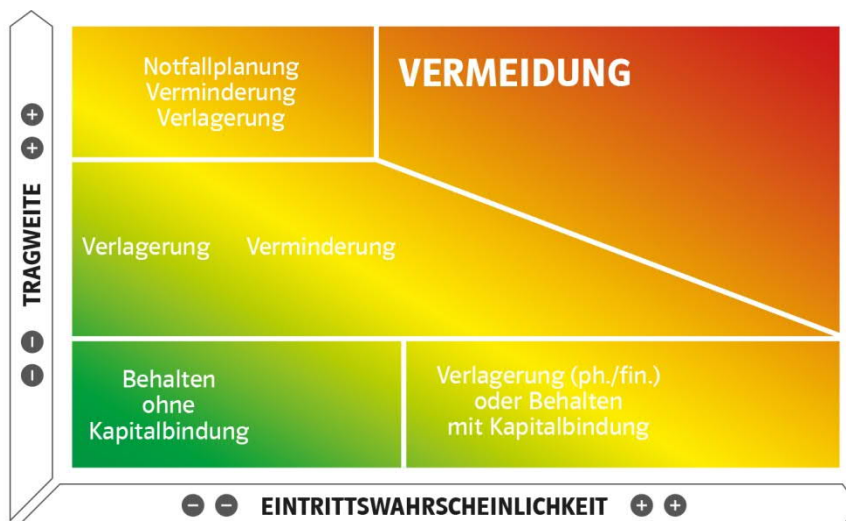 Notfallplanung
Verminderung
Verlagerung
VERMEIDUNG
TRAGWEITE
Verlagerung Verminderung
Behalten
ohne
Kapitalbindung
Verlagerung (ph./fin.)
oder Behalten
mit Kapitalbindung
EINTRITTSWAHRSCHEINLICHKEIT